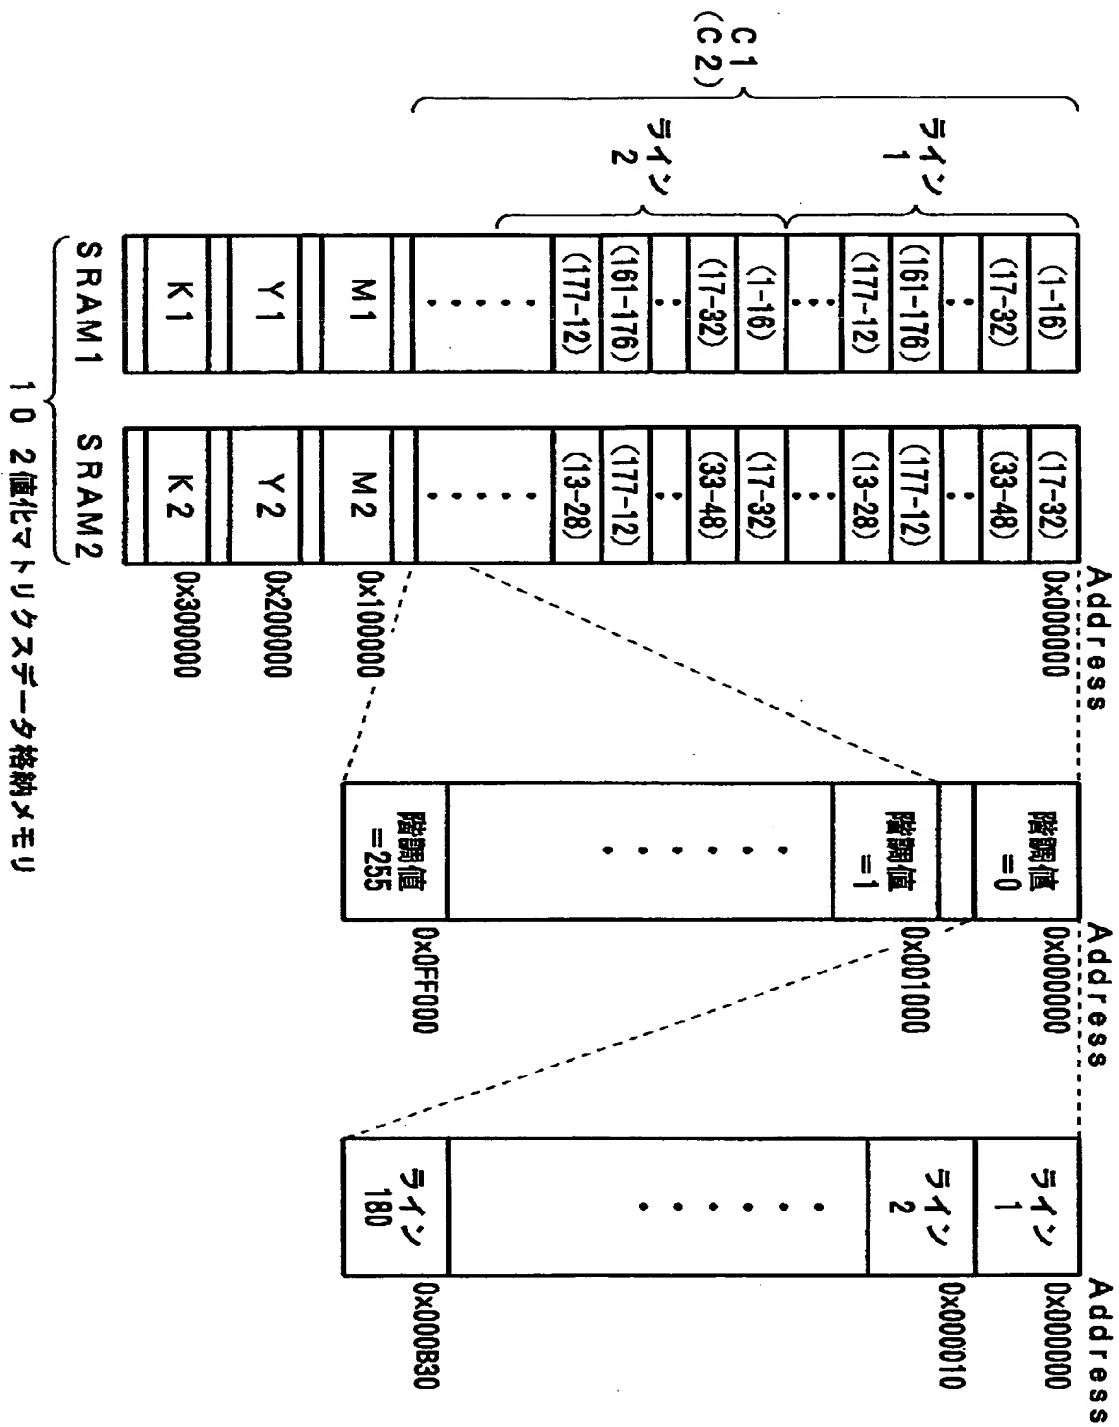 C1
(C2)
ライン
1
ライン
2
(1-16)
(17-32)
(161-176)
(177-12)
(1-16)
(17-32)
(161-176)
(177-12)
M1
Y1
K1
SRAM1
(17-32)
(33-48)
(177-12)
(13-28)
(17-32)
(33-48)
(177-12)
(13-28)
M2
Y2
K2
SRAM2
Address
0x000000
0x100000
0x200000
0x300000
階調値
=0
階調値
=1
階調値
=255
Address
0x000000
0x001000
0x0FF000
ライン
1
ライン
2
ライン
180
Address
0x000000
0x000010
0x000B30
10 2値化マトリクスデータ格納メモリ